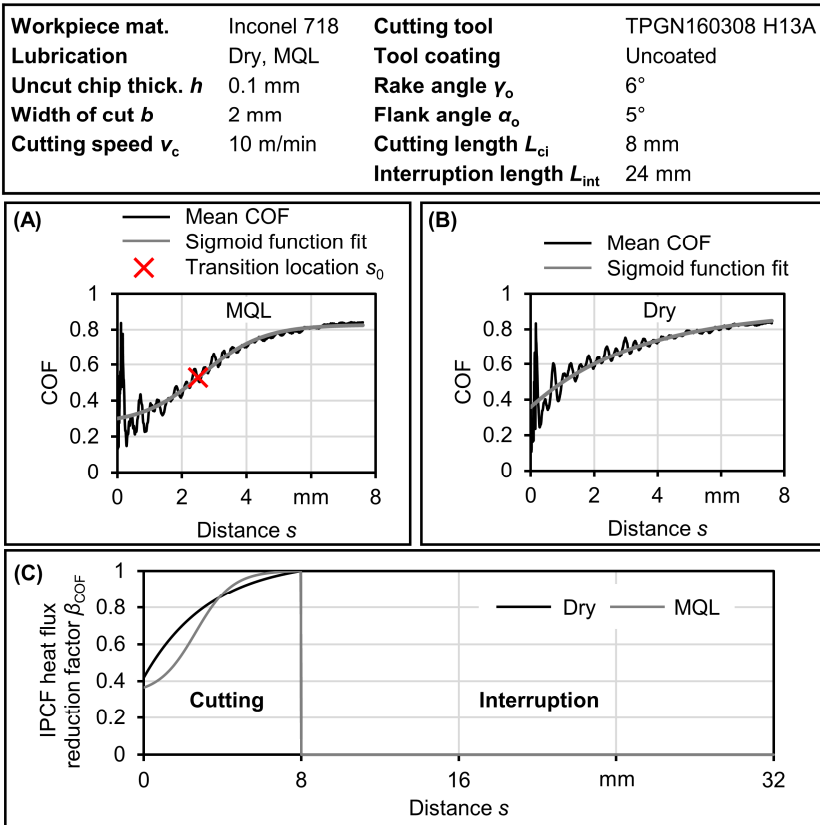 Workpiece mat. Inconel 718 Cutting tool TPGN160308 H13A
Lubrication Dry, MQL Tool coating Uncoated
Uncut chip thick. h 0.1 mm Rake angle γo 6°
Width of cut b 2 mm Flank angle αo 5°
Cutting speed vc 10 m/min Cutting length Lci 8 mm
Interruption length Lint 24 mm
(A)
Mean COF
Sigmoid function fit
Transition location s0
MQL
COF
1
0.8
0.6
0.4
0.2
0
0 2 4 mm 8
Distance s
(B)
Mean COF
Sigmoid function fit
Dry
COF
1
0.8
0.6
0.4
0.2
0
0 2 4 mm 8
Distance s
(C)
IPCF heat flux
reduction factor βCOF
1
0.8
0.6
0.4
0.2
0
Dry MQL
Cutting Interruption
0 8 16 mm 32
Distance s